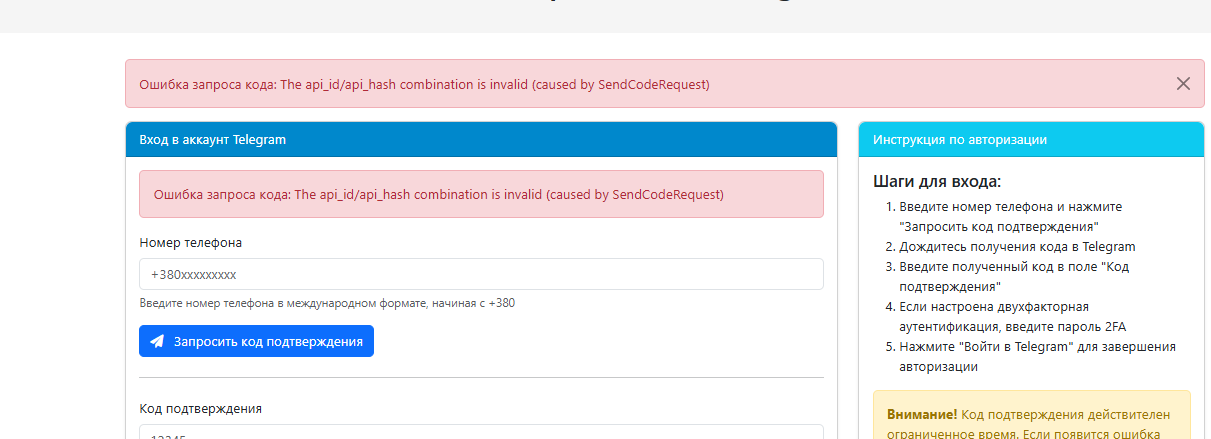 Ошибка запроса кода: The api_id/api_hash combination is invalid (caused by SendCodeRequest)
Вход в аккаунт Telegram
Ошибка запроса кода: The api_id/api_hash combination is invalid (caused by SendCodeRequest)
Номер телефона
+380xxxxxxxxx
Введите номер телефона в международном формате, начиная с +380
Запросить код подтверждения
Код подтверждения
12345
Инструкция по авторизации
Шаги для входа:
1. Введите номер телефона и нажмите
"Запросить код подтверждения"
2. Дождитесь получения кода в Telegram
3. Введите полученный код в поле "Код
подтверждения"
4. Если настроена двухфакторная
аутентификация, введите пароль 2FA
5. Нажмите "Войти в Telegram" для завершения
авторизации
Внимание! Код подтверждения действителен
ограниченное время. Если появится ошибка